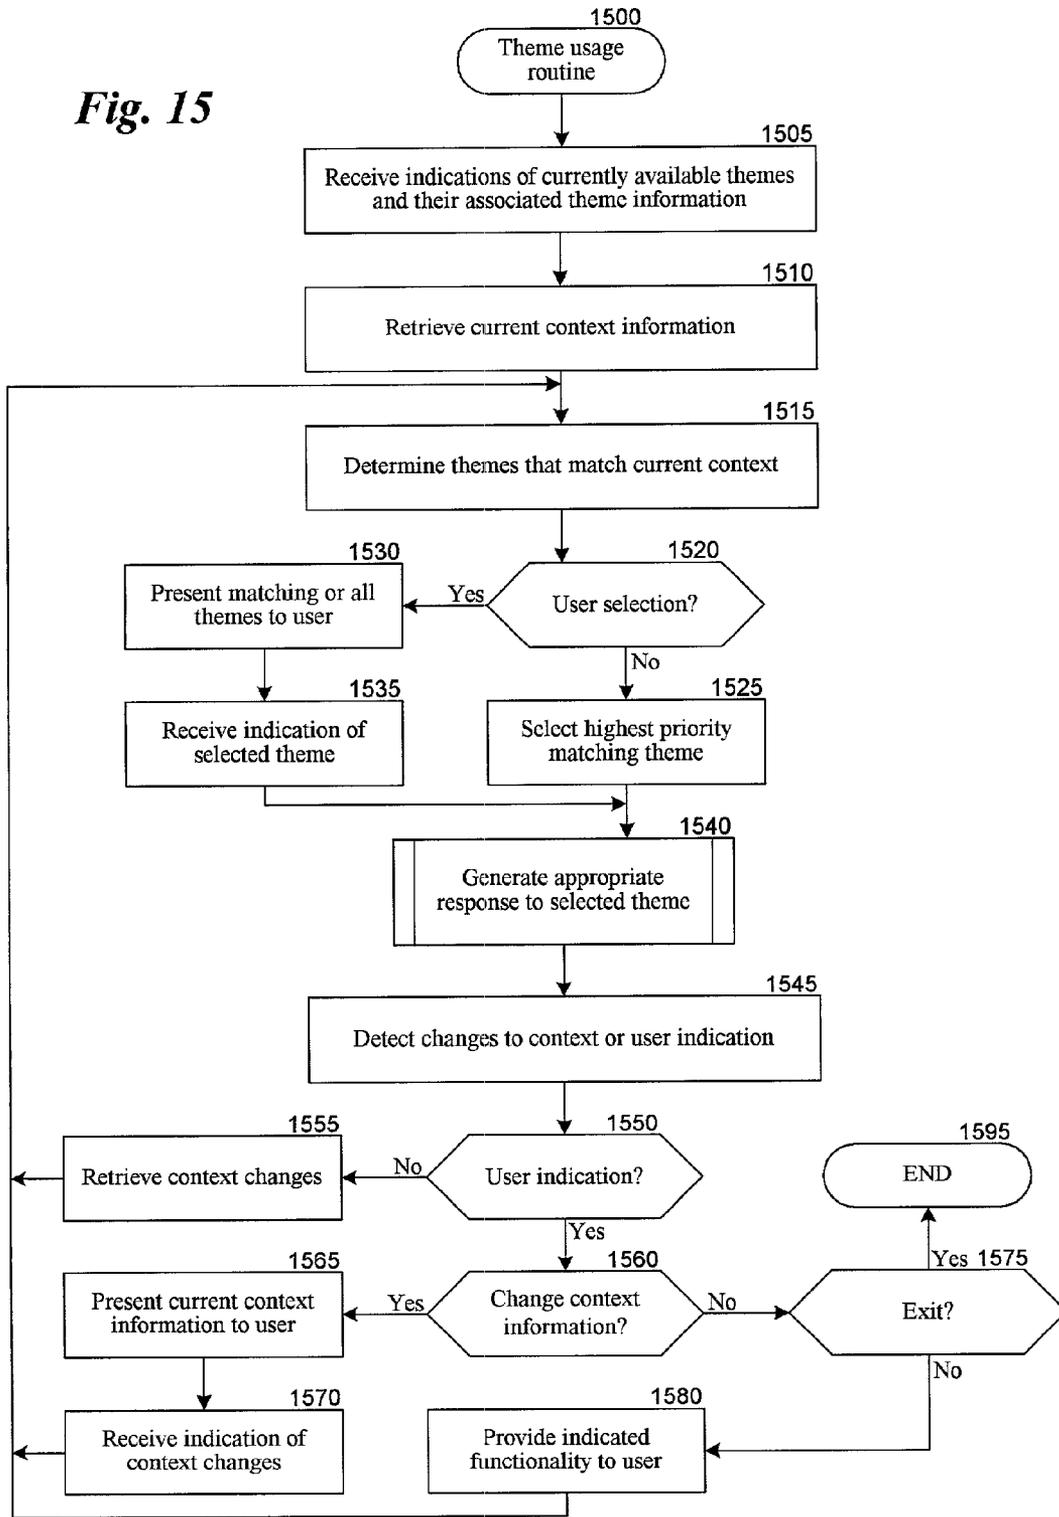 1500
Theme usage
routine
Fig. 15
1505
Receive indications of currently available themes
and their associated theme information
1510
Retrieve current context information
1515
Determine themes that match current context
1530
1520
Present matching or all
themes to user
Yes
User selection?
No
1535
1525
Receive indication of
selected theme
Select highest priority
matching theme
1540
Generate appropriate
response to selected theme
1545
Detect changes to context or user indication
1555
1550
1595
Retrieve context changes
No
User indication?
END
Yes
1565
1560
Yes
1575
Present current context
information to user
Yes
Change context
information?
No
Exit?
No
1570
1580
Receive indication of
context changes
Provide indicated
functionality to user